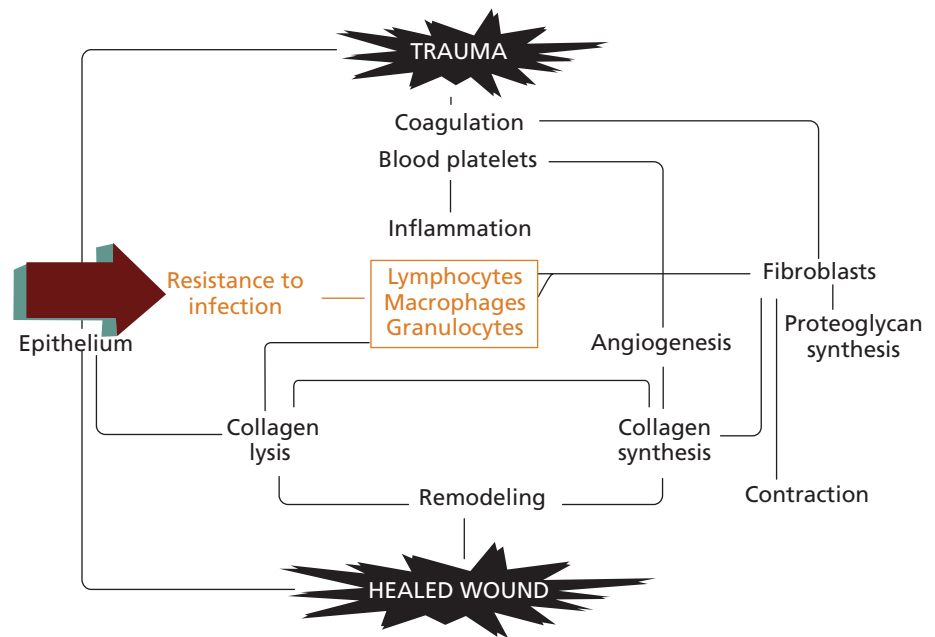 TRAUMA
Coagulation
Blood platelets
Inflammation
Resistance to
infection
Lymphocytes
Macrophages
Granulocytes
Fibroblasts
Epithelium
Angiogenesis
Proteoglycan
synthesis
Collagen
lysis
Collagen
synthesis
Remodeling
Contraction
HEALED WOUND